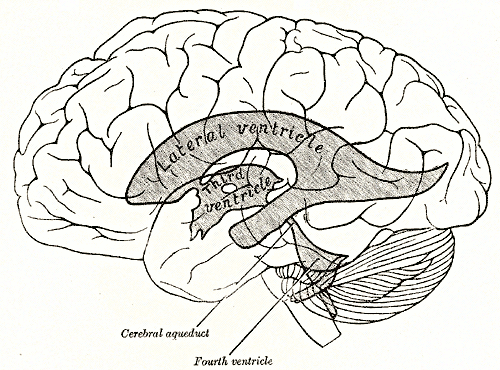 Lateral ventricle
Third
ventricle
Cerebral aqueduct
Fourth ventricle